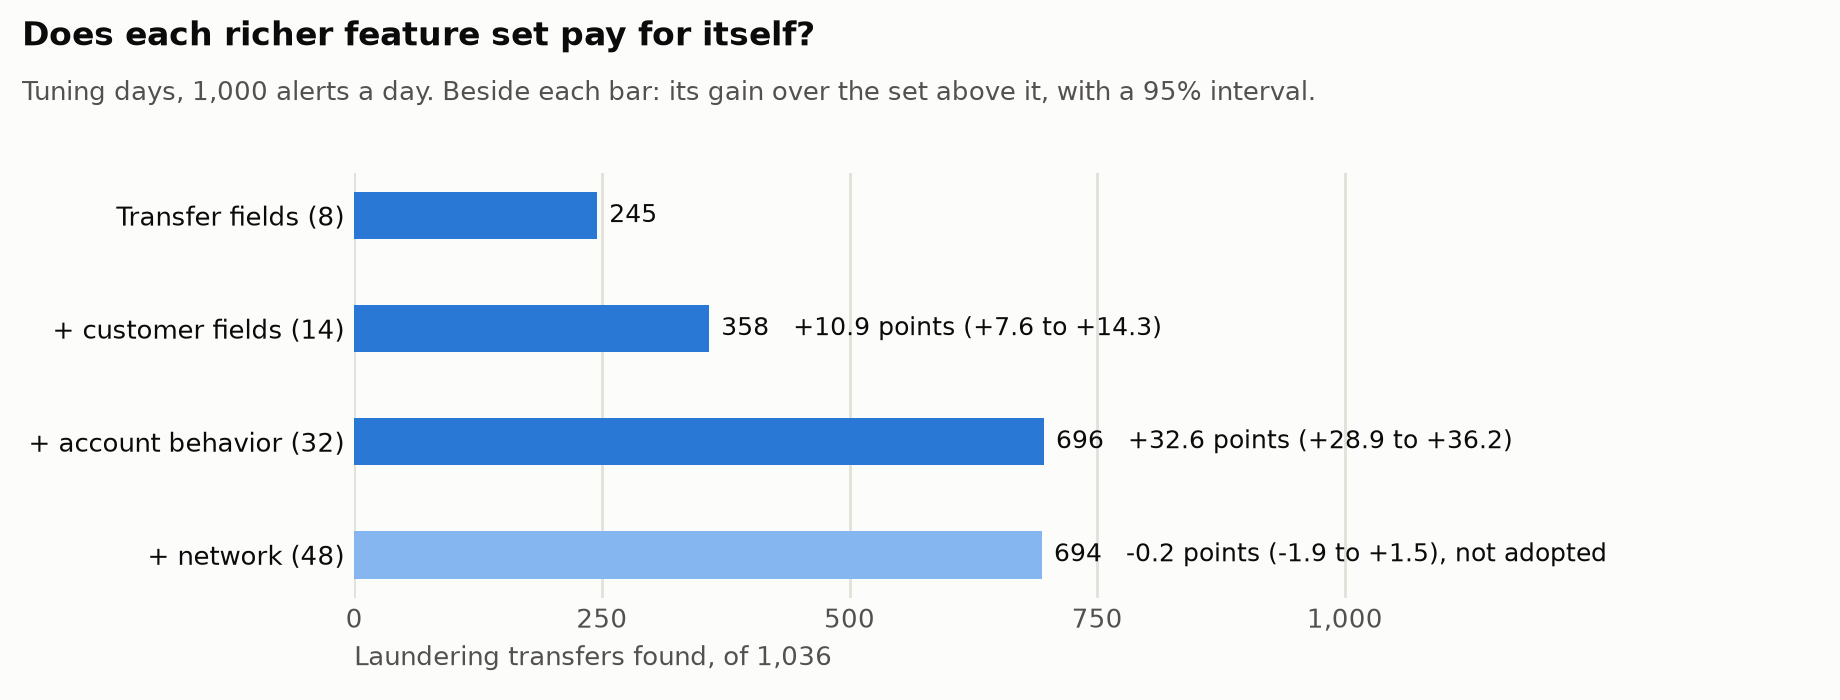 Does each richer feature set pay for itself?
Tuning days, 1,000 alerts a day. Beside each bar: its gain over the set above it, with a 95% interval.
Transfer fields (8) 245
+ customer fields (14) 358 +10.9 points (+7.6 to +14.3)
+ account behavior (32) 696 +32.6 points (+28.9 to +36.2)
+ network (48) 694 -0.2 points (-1.9 to +1.5), not adopted
0 250 500 750 1,000
Laundering transfers found, of 1,036